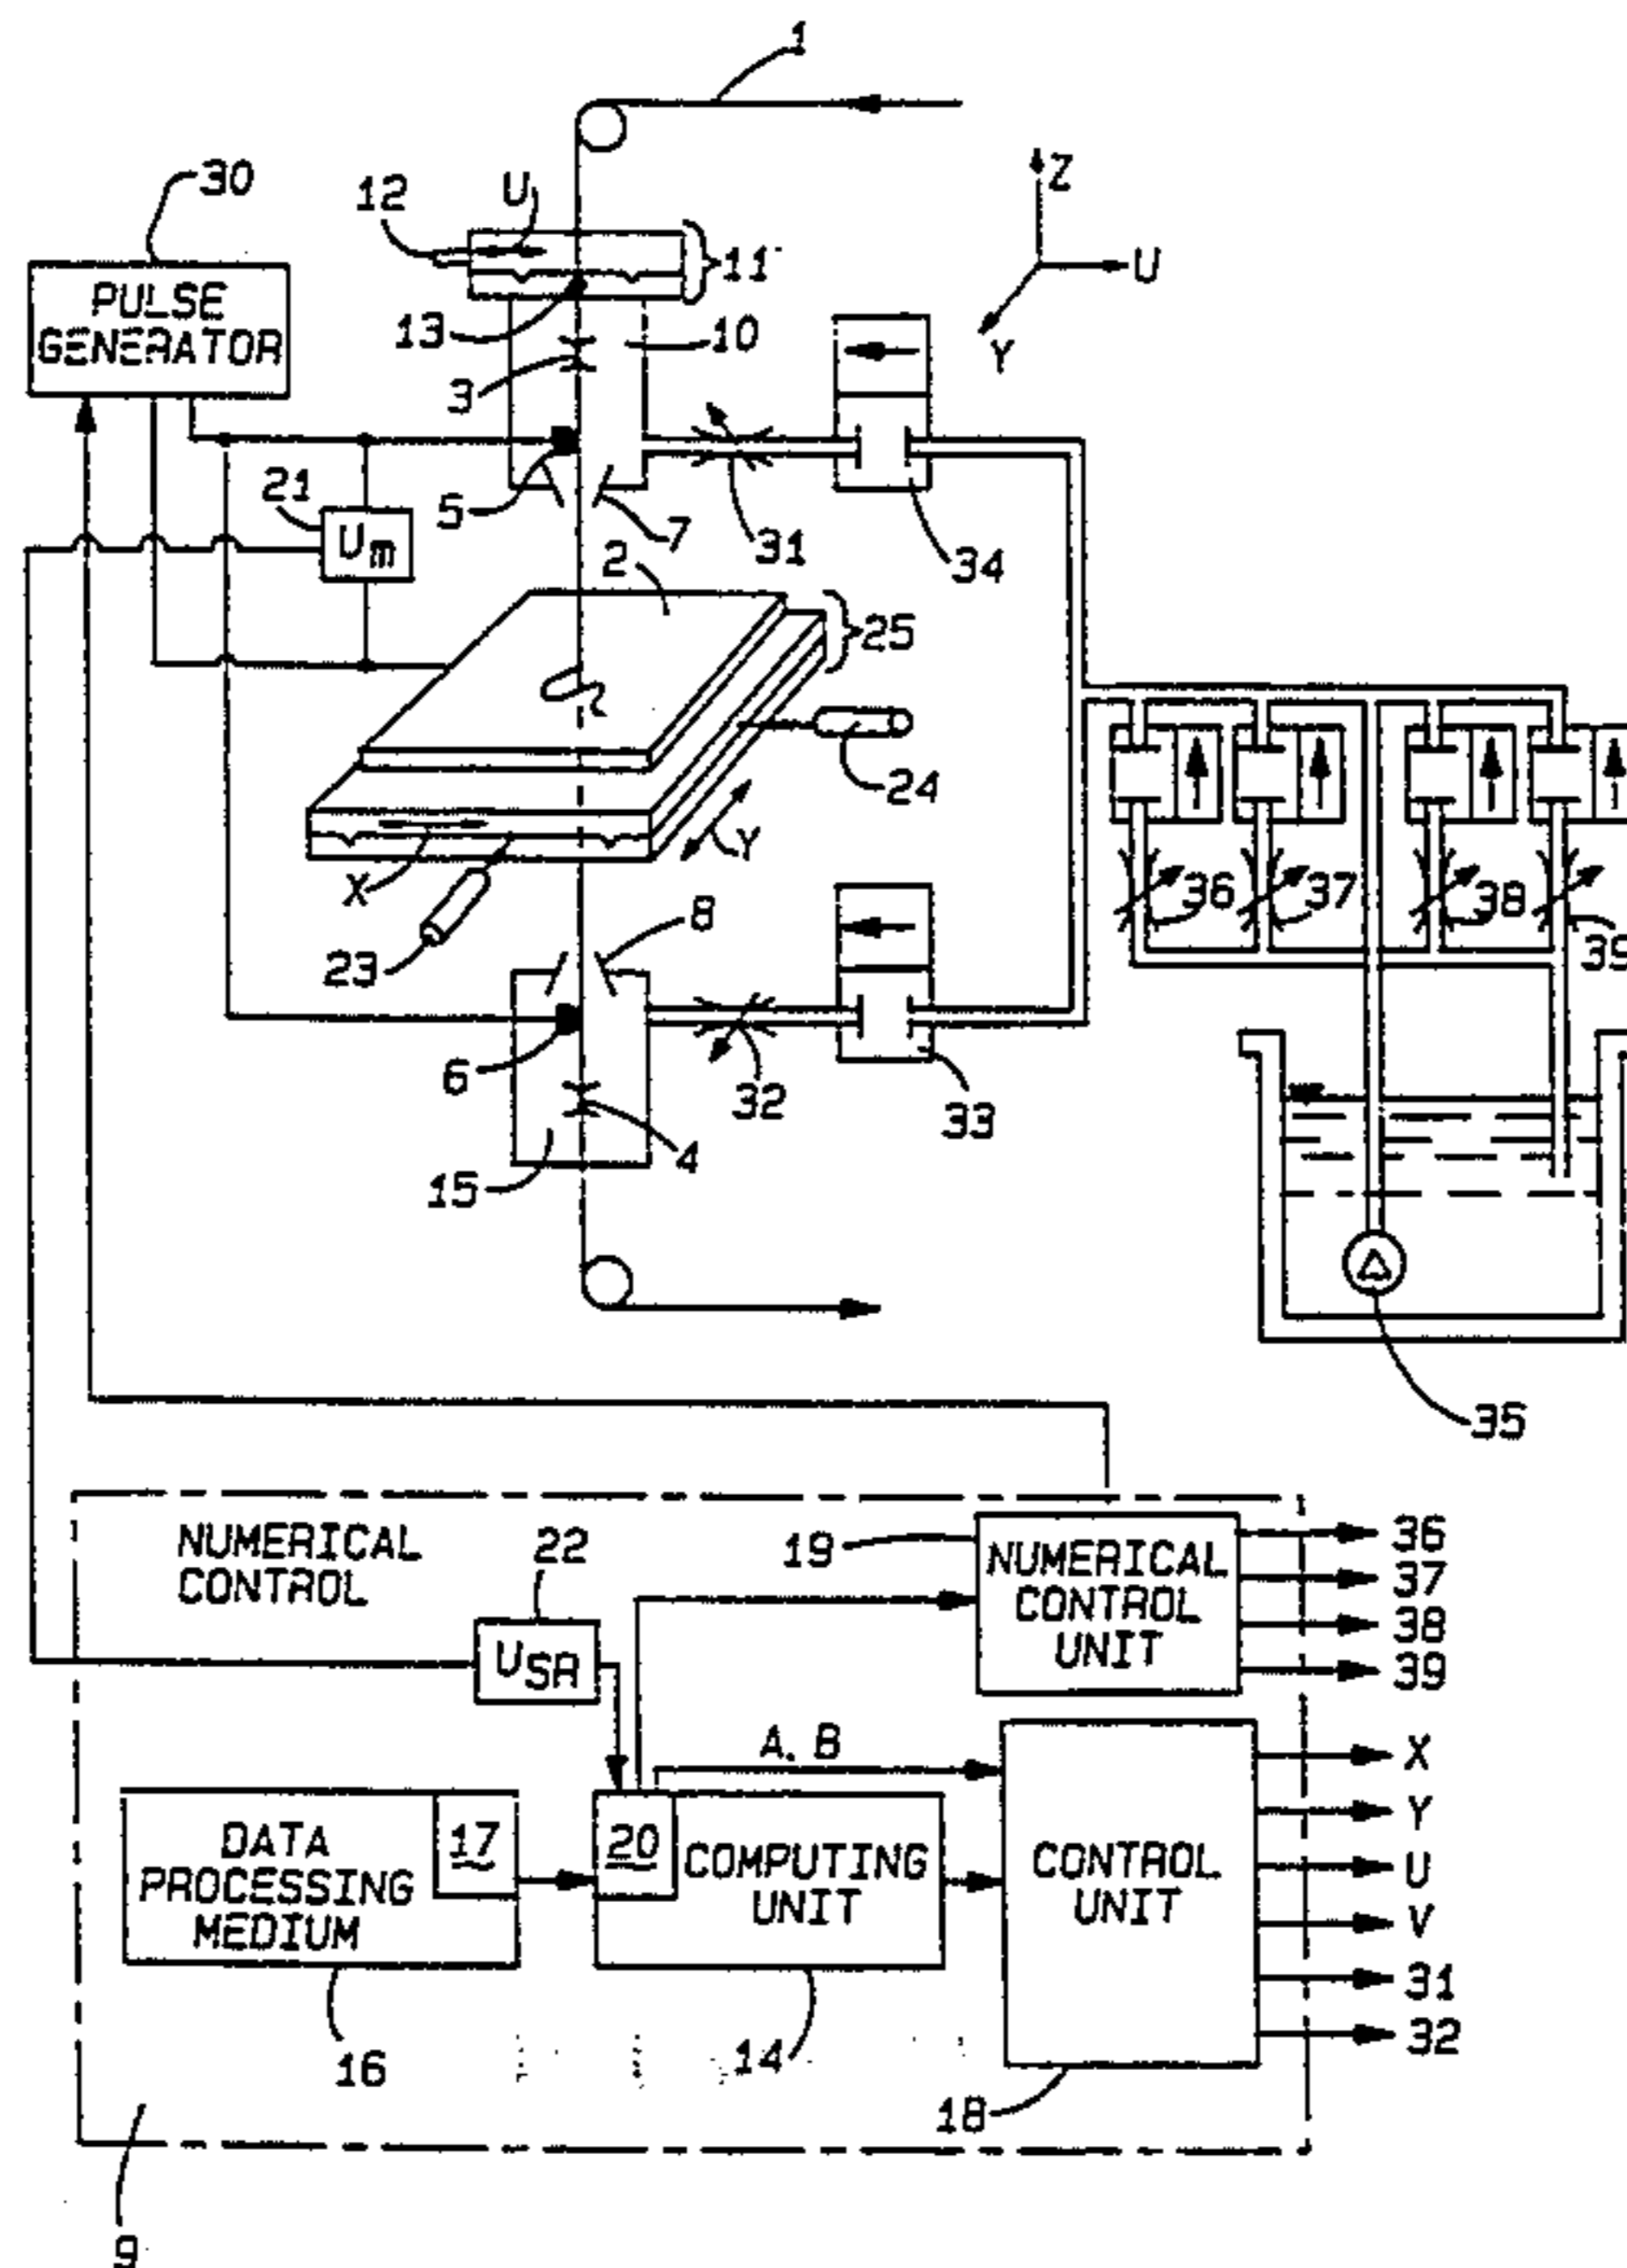 1
30
12
U
11
Z
U
Y
PULSE
GENERATOR
13
10
3
21
5
7
Um
31
34
2
25
24
Y
X
36
37
38
39
8
23
6
32
33
4
15
35
NUMERICAL
CONTROL
22
19
NUMERICAL
CONTROL
UNIT
36
37
38
39
USA
A. B
X
Y
U
V
31
32
DATA
PROCESSING
MEDIUM
17
20
COMPUTING
UNIT
CONTROL
UNIT
16
14
18
9